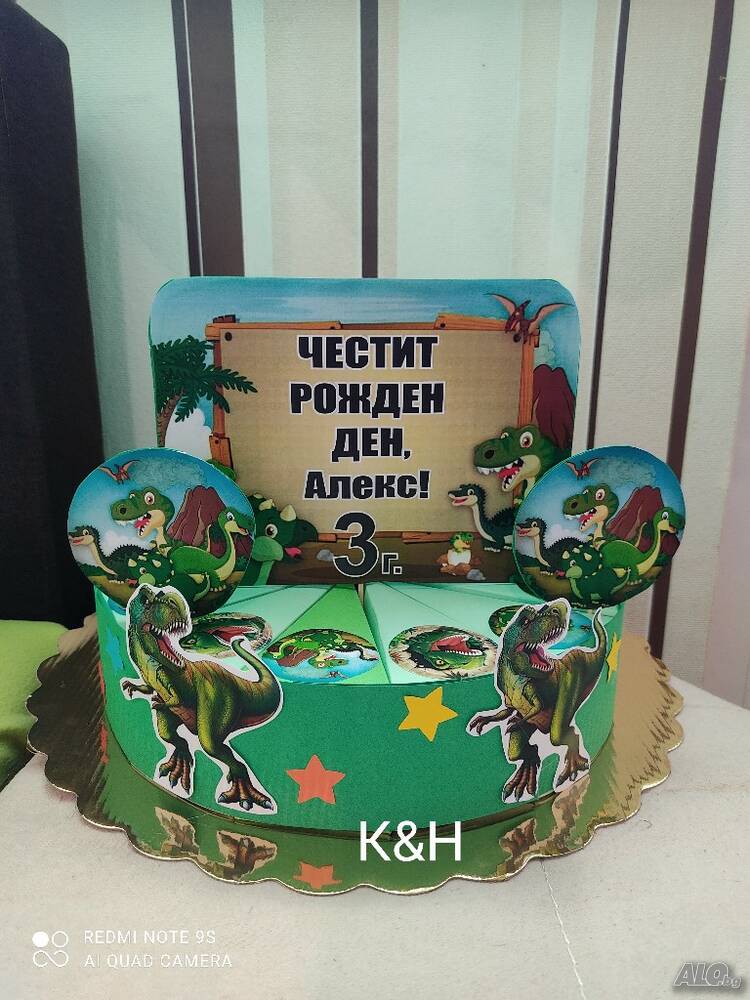 ЧЕСТИТ
РОЖДЕН
ДЕН,
Алекс!
3г.
K&H
REDMI NOTE 9S
AI QUAD CAMERA
ALO.bg